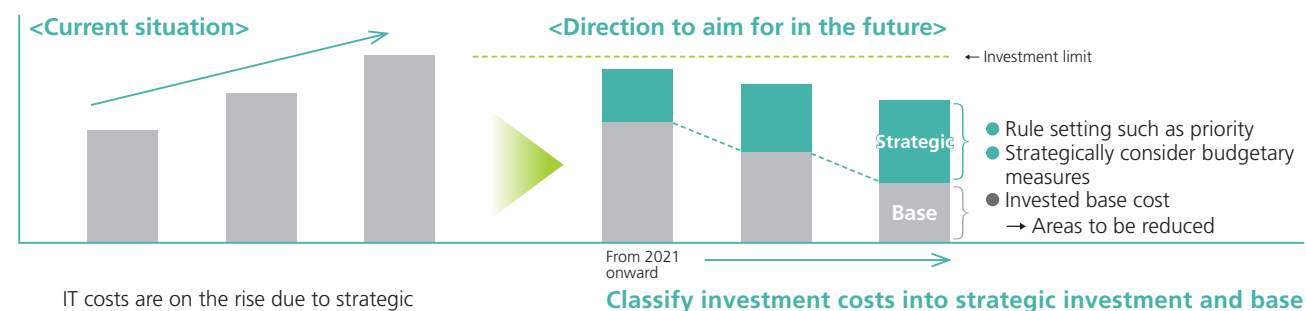 <Current situation>
<Direction to aim for in the future>
← Investment limit
Strategic
Base
● Rule setting such as priority
● Strategically consider budgetary
measures
● Invested base cost
→ Areas to be reduced
From 2021
onward
IT costs are on the rise due to strategic
Classify investment costs into strategic investment and base